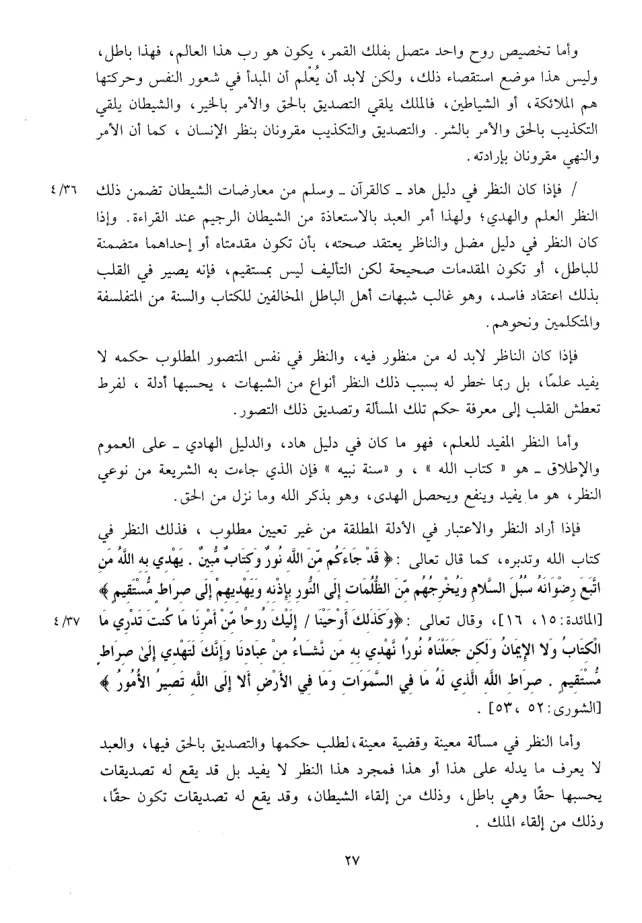 وأما تخصيص روح واحد متصل بفلك القمر، يكون هو رب هذا العالم، فهذا باطل،
وليس هذا موضع استقصاء ذلك، ولكن لابد أن يُعْلم أن المبدأ في شعور النفس وحركتها
هم الملائكة، أو الشياطين، فالملك يلقي التصديق بالحق والأمر بالخير، والشيطان يلقي
التكذيب بالحق والأمر بالشر. والتصديق والتكذيب مقرونان بنظر الإنسان ، كما أن الأمر
والنهي مقرونان بإرادته.
/ فإذا كان النظر في دليل هاد ـ كالقرآن ـ وسلم من معارضات الشيطان تضمن ذلك ٤/٣٦
النظر العلم والهدي؛ ولهذا أمر العبد بالاستعاذة من الشيطان الرجيم عند القراءة. وإذا
كان النظر في دليل مضل والناظر يعتقد صحته، بأن تكون مقدمتاه أو إحداهما متضمنة
للباطل، أو تكون المقدمات صحيحة لكن التأليف ليس بمستقيم، فإنه يصير في القلب
بذلك اعتقاد فاسد، وهو غالب شبهات أهل الباطل المخالفين للكتاب والسنة من المتفلسفة
والمتكلمين ونحوهم.
فإذا كان الناظر لابد له من منظور فيه، والنظر في نفس المتصور المطلوب حكمه لا
يفيد علمًا، بل ربما خطر له بسبب ذلك النظر أنواع من الشبهات ، يحسبها أدلة ، لفرط
تعطش القلب إلى معرفة حكم تلك المسألة وتصديق ذلك التصور.
وأما النظر المفيد للعلم، فهو ما كان في دليل هاد، والدليل الهادي ـ على العموم
والإطلاق ـ هو « كتاب الله » ، و «سنة نبيه » فإن الذي جاءت به الشريعة من نوعي
النظر، هو ما يفيد وينفع ويحصل الهدى، وهو بذكر الله وما نزل من الحق.
فإذا أراد النظر والاعتبار في الأدلة المطلقة من غير تعيين مطلوب ، فذلك النظر في
كتاب الله وتدبره، كما قال تعالى :﴿ قَدْ جَاءَكُم مِّنَ اللَّهِ نُورٌ وَكِتَابٌ مُّبِينٌ . يَهْدِي بِهِ اللَّهُ مَنِ
اتَّبَعَ رِضْوَانَهُ سُبُلَ السَّلامِ وَيُخْرِجُهُم مِّنَ الظُّلُمَاتِ إِلَى النُّورِ بِإِذْنِهِ وَيَهْدِيهِمْ إِلَى صِرَاطٍ مُّسْتَقِيمٍ ﴾
[المائدة:١٥، ١٦]، وقال تعالى :﴿وَكَذَلِكَ أَوْحَيْنَا / إِلَيْكَ رُوحًا مِّنْ أَمْرِنَا مَا كُنتَ تَدْرِي مَا ٤/٣٧
الْكِتَابُ وَلا الإِيمَانُ وَلَكِن جَعَلْنَاهُ نُورًا نَّهْدِي بِهِ مَن نَّشَاءُ مِنْ عِبَادِنَا وَإِنَّكَ لَتَهْدِي إِلَىٰ صِرَاطٍ
مُّسْتَقِيمٍ . صِرَاطِ اللَّهِ الَّذِي لَهُ مَا فِي السَّمَوَاتِ وَمَا فِي الأَرْضِ أَلا إِلَى اللَّهِ تَصِيرُ الأُمُورُ ﴾
[الشورى:٥٢ ،٥٣] .
وأما النظر في مسألة معينة وقضية معينة،لطلب حكمها والتصديق بالحق فيها، والعبد
لا يعرف ما يدله على هذا أو هذا فمجرد هذا النظر لا يفيد بل قد يقع له تصديقات
يحسبها حقًا وهي باطل، وذلك من إلقاء الشيطان، وقد يقع له تصديقات تكون حقًا،
وذلك من إلقاء الملك .
٢٧